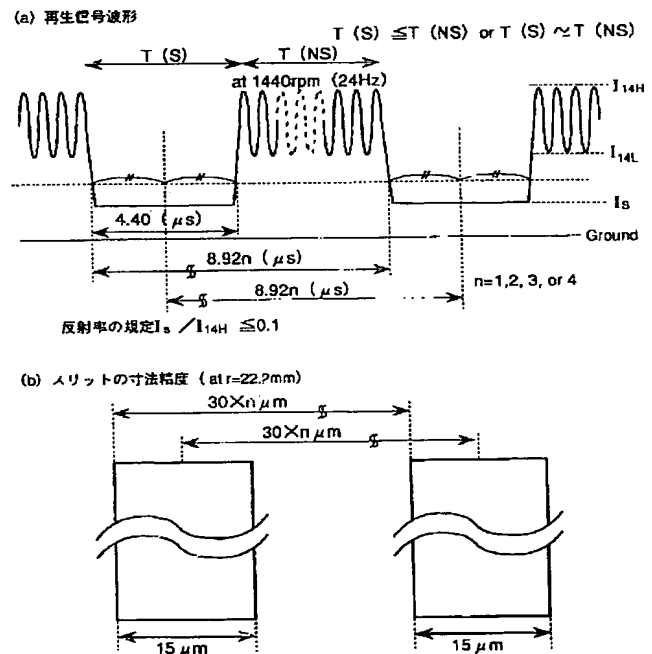 (a) 再生信号波形
T (S) ≦T (NS) or T (S) ~T (NS)
T (S)
T (NS)
at 1440rpm (24Hz)
I14H
I14L
Is
4.40 (μs)
Ground
8.92n (μs)
8.92n (μs)
n=1,2, 3, or 4
反射率の規定Is ／I14H ≦0.1
(b) スリットの寸法精度 (at r=22.?mm)
30×n μm
30×n μm
15 μm
15 μm